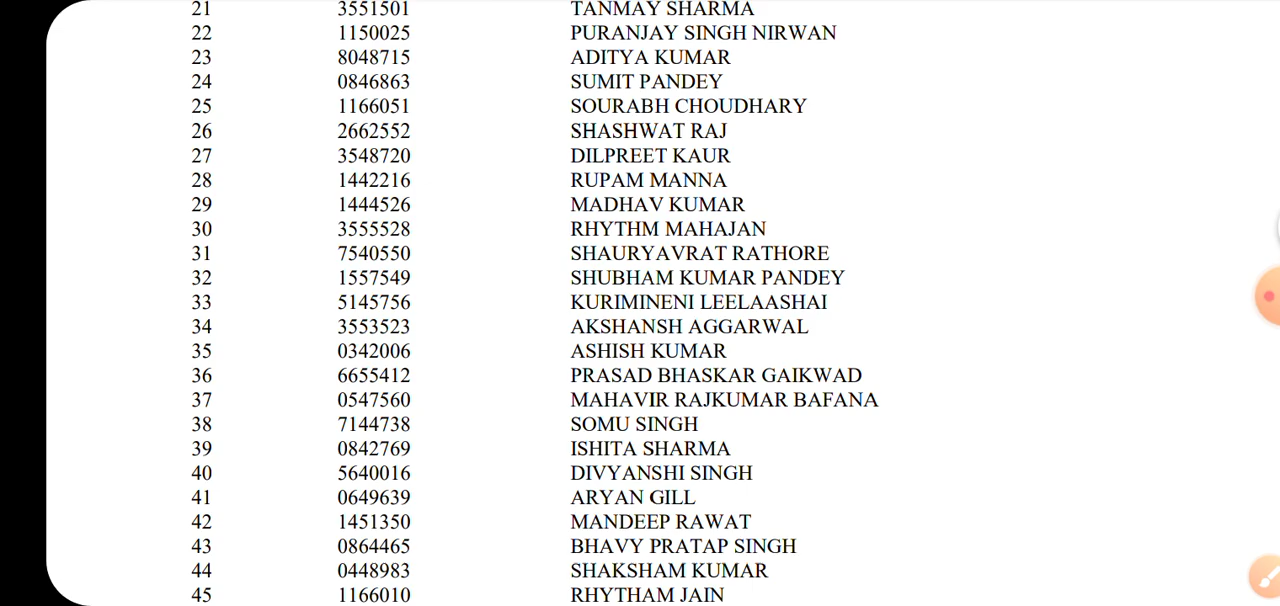 21 3551501 TANMAY SHARMA
22 1150025 PURANJAY SINGH NIRWAN
23 8048715 ADITYA KUMAR
24 0846863 SUMIT PANDEY
25 1166051 SOURABH CHOUDHARY
26 2662552 SHASHWAT RAJ
27 3548720 DILPREET KAUR
28 1442216 RUPAM MANNA
29 1444526 MADHAV KUMAR
30 3555528 RHYTHM MAHAJAN
31 7540550 SHAURYAVRAT RATHORE
32 1557549 SHUBHAM KUMAR PANDEY
33 5145756 KURIMINENI LEELAASHAI
34 3553523 AKSHANSH AGGARWAL
35 0342006 ASHISH KUMAR
36 6655412 PRASAD BHASKAR GAIKWAD
37 0547560 MAHAVIR RAJKUMAR BAFANA
38 7144738 SOMU SINGH
39 0842769 ISHITA SHARMA
40 5640016 DIVYANSHI SINGH
41 0649639 ARYAN GILL
42 1451350 MANDEEP RAWAT
43 0864465 BHAVY PRATAP SINGH
44 0448983 SHAKSHAM KUMAR
45 1166010 RHYTHAM JAIN